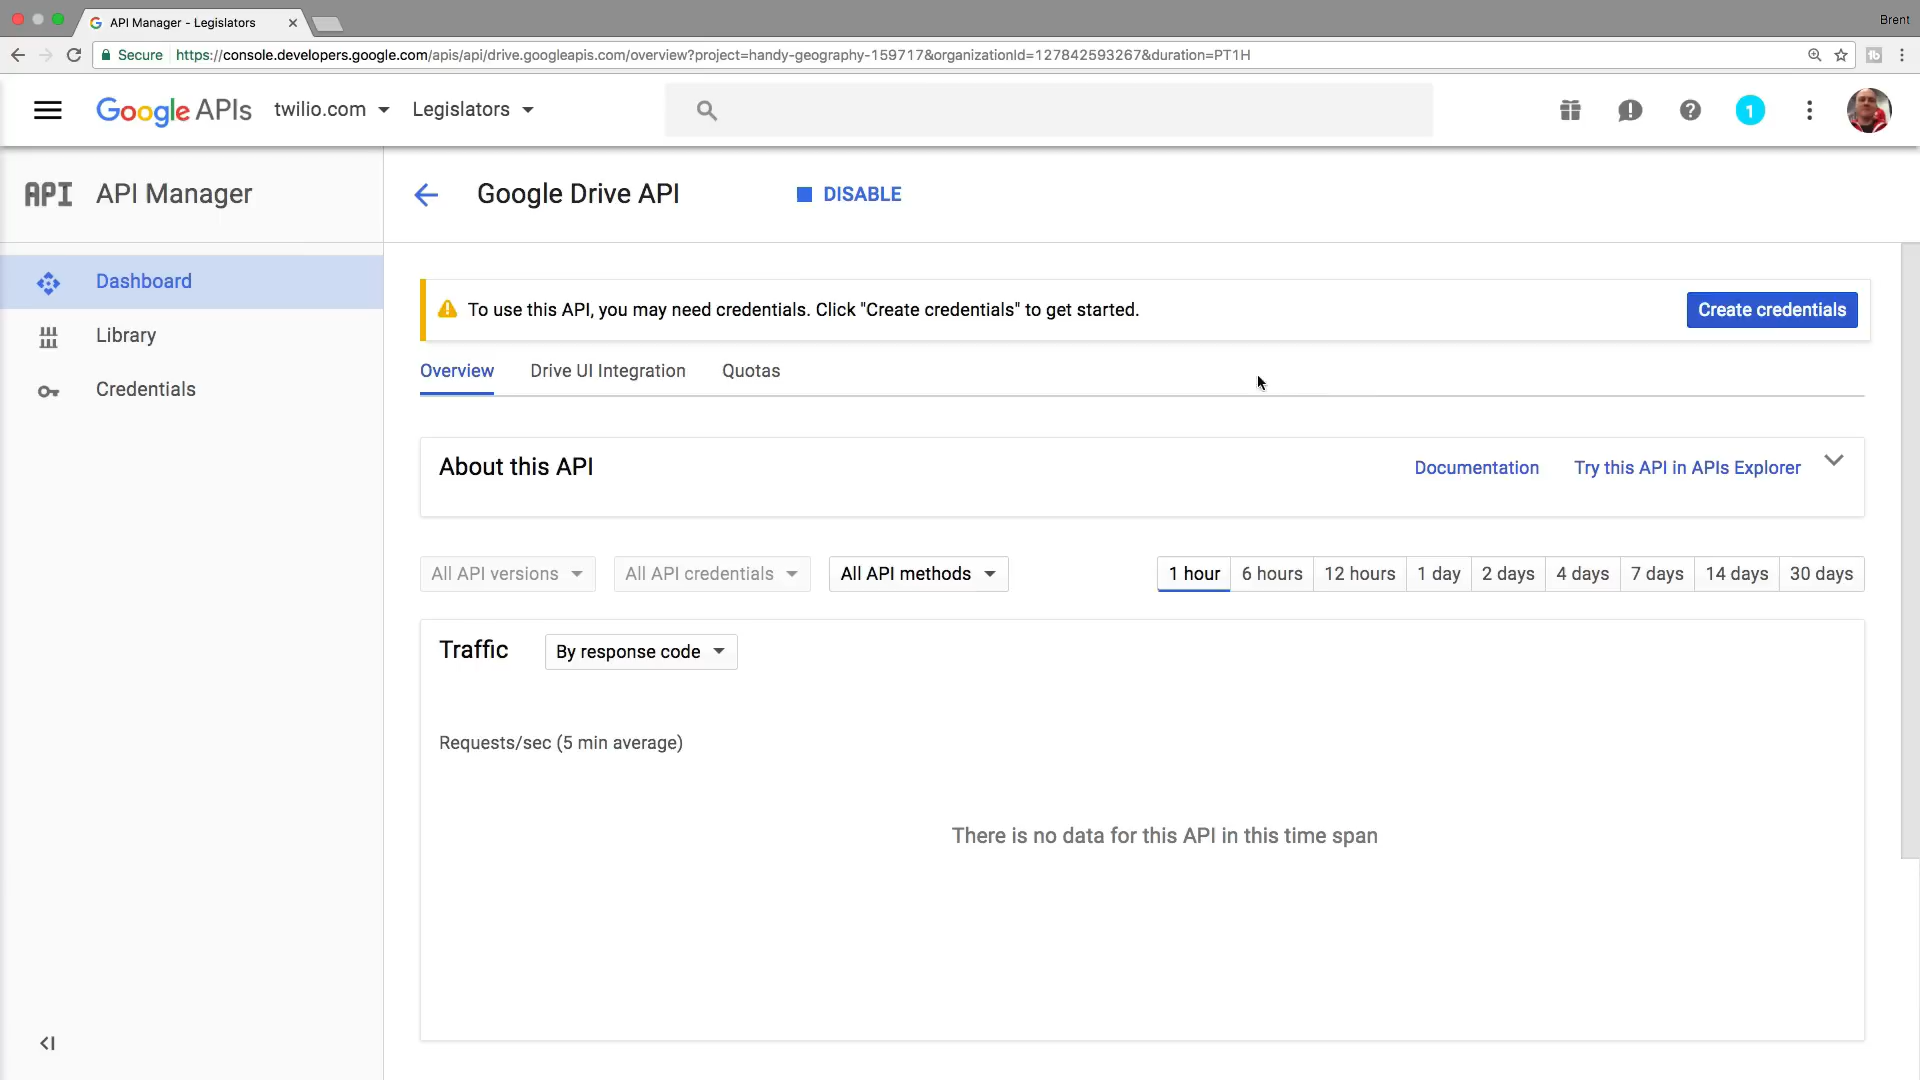 API Manager - Legislators
Brent
Secure https://console.developers.google.com/apis/api/drive.googleapis.com/overview?project=handy-geography-159717&organizationId=127842593267&duration=PT1H
Google APIs twilio.com Legislators
1
API API Manager
Google Drive API DISABLE
Dashboard
Library
Credentials
To use this API, you may need credentials. Click "Create credentials" to get started.
Create credentials
Overview Drive UI Integration Quotas
About this API Documentation Try this API in APIs Explorer
All API versions All API credentials All API methods 1 hour 6 hours 12 hours 1 day 2 days 4 days 7 days 14 days 30 days
Traffic By response code
Requests/sec (5 min average)
There is no data for this API in this time span